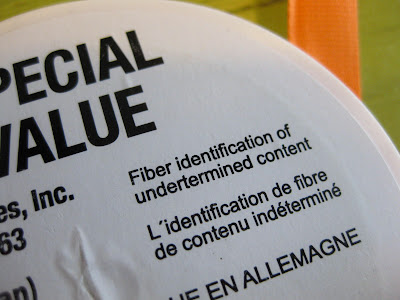 PECIAL
VALUE
es, Inc.
63
an)
Fiber identification of
undertermined content
L´identification de fibre
de contenu indéterminé
UE EN ALLEMAGNE